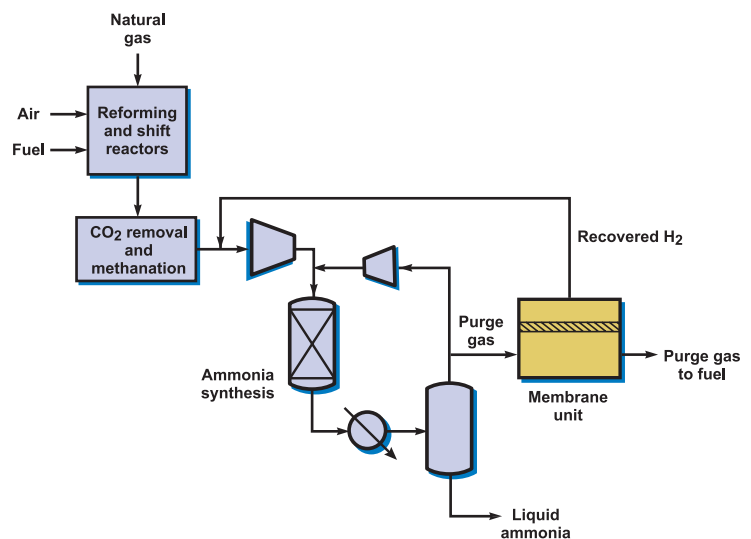 Natural
gas
Air
Fuel
Reforming
and shift
reactors
CO2 removal
and
methanation
Recovered H2
Purge
gas
Ammonia
synthesis
Membrane
unit
Purge gas
to fuel
Liquid
ammonia